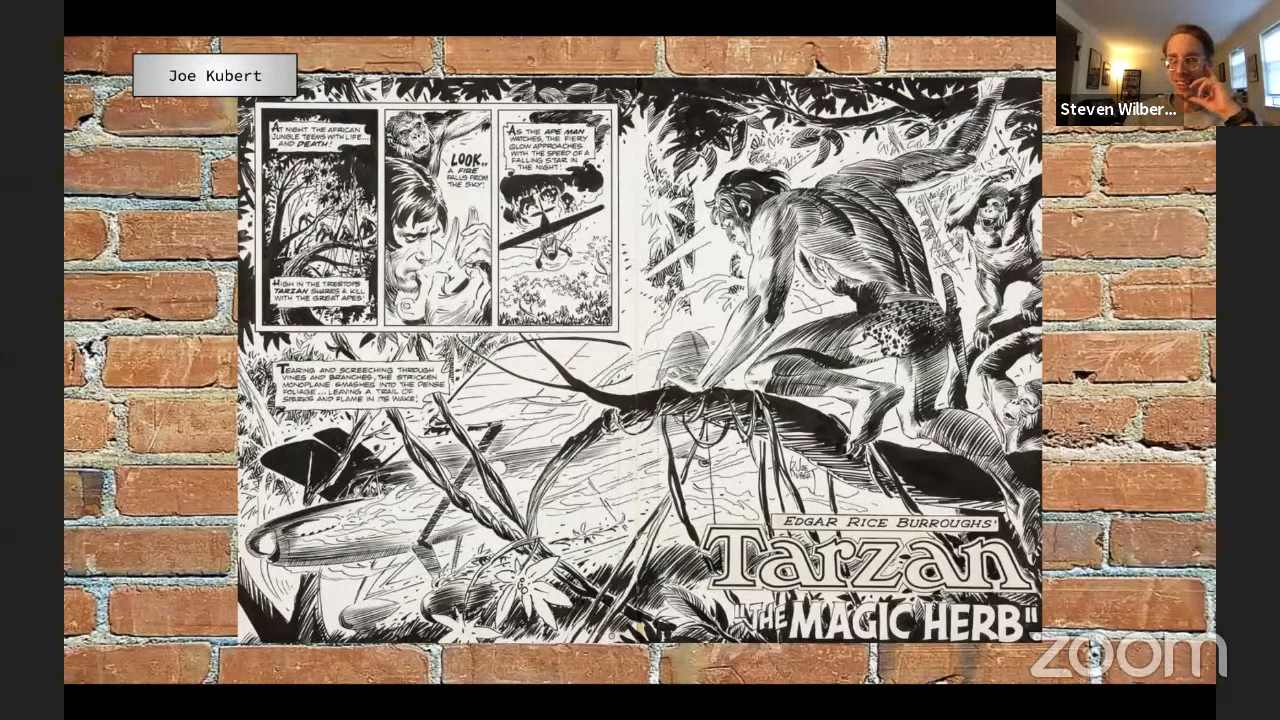 Joe Kubert
Steven Wilber...
AT NIGHT THE AFRICAN
JUNGLE TEEMS WITH LIFE...
AND DEATH!
HIGH IN THE TREETOPS
TARZAN SHARES A KILL
WITH THE GREAT APES!
LOOK..
A FIRE
FALLS FROM
THE SKY!
AS THE APE MAN
WATCHES, THE FIERY
GLOW APPROACHES
WITH THE SPEED OF A
FALLING STAR IN
THE NIGHT!
TEARING AND SCREECHING THROUGH
VINES AND BRANCHES, THE STRICKEN
MONOPLANE SMASHES INTO THE DENSE
FOLIAGE... LEAVING A TRAIL OF
SPARKS AND FLAME IN ITS WAKE!
JOE
KUBERT
EDGAR RICE BURROUGHS'
Tarzan
"THE MAGIC HERB"
zoom